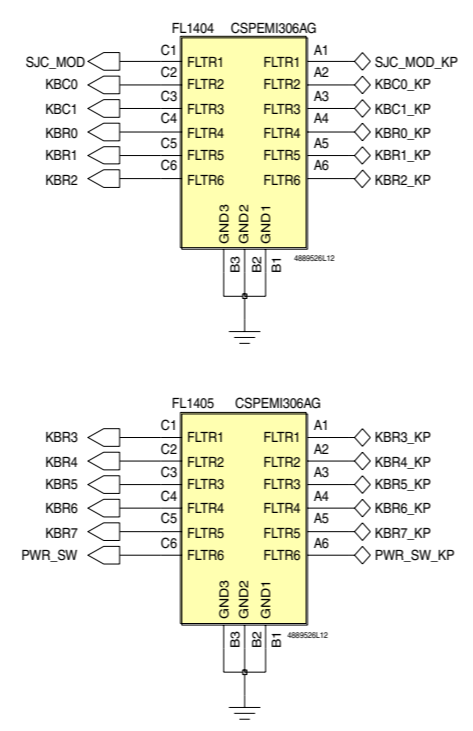 FL1404 CSPEMI306AG
C1 A1
SJC_MOD FLTR1 FLTR1 SJC_MOD_KP
C2 A2
KBC0 FLTR2 FLTR2 KBC0_KP
C3 A3
KBC1 FLTR3 FLTR3 KBC1_KP
C4 A4
KBR0 FLTR4 FLTR4 KBR0_KP
C5 A5
KBR1 FLTR5 FLTR5 KBR1_KP
C6 A6
KBR2 FLTR6 FLTR6 KBR2_KP
GND3 GND2 GND1
B3 B2 B1 4889526L12
FL1405 CSPEMI306AG
C1 A1
KBR3 FLTR1 FLTR1 KBR3_KP
C2 A2
KBR4 FLTR2 FLTR2 KBR4_KP
C3 A3
KBR5 FLTR3 FLTR3 KBR5_KP
C4 A4
KBR6 FLTR4 FLTR4 KBR6_KP
C5 A5
KBR7 FLTR5 FLTR5 KBR7_KP
C6 A6
PWR_SW FLTR6 FLTR6 PWR_SW_KP
GND3 GND2 GND1
B3 B2 B1 4889526L12